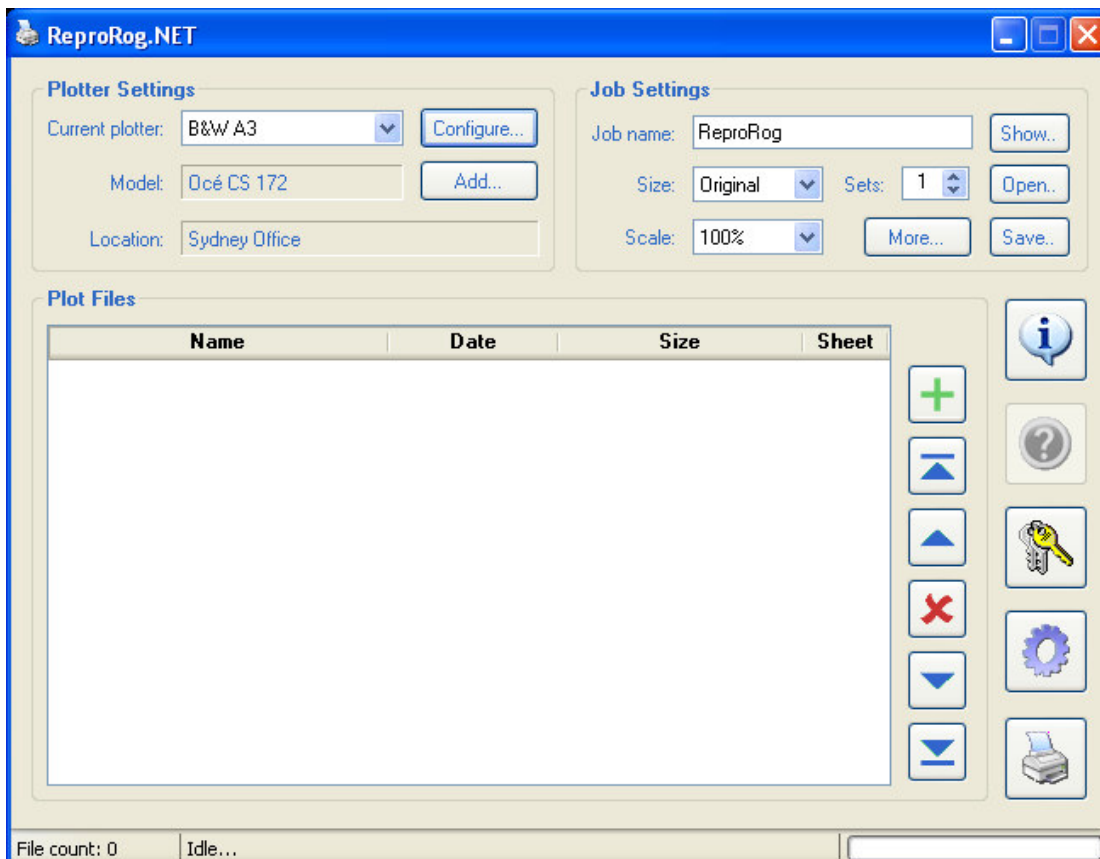 ReproRog.NET
Plotter Settings
Current plotter: B&W A3 Configure...
Model: Océ CS 172 Add...
Location: Sydney Office
Job Settings
Job name: ReproRog Show..
Size: Original Sets: 1 Open..
Scale: 100% More... Save..
Plot Files
Name Date Size Sheet
File count: 0 Idle...